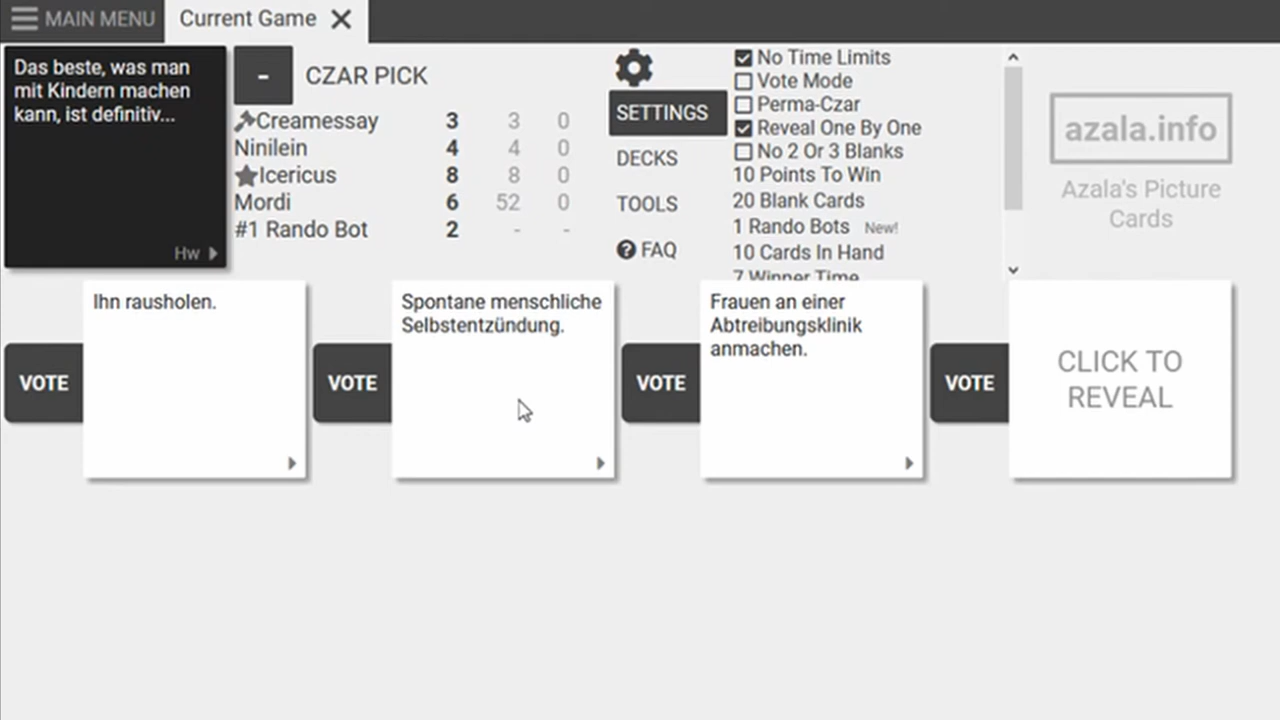 MAIN MENU
Current Game
Das beste, was man
mit Kindern machen
kann, ist definitiv...
Hw
-
CZAR PICK
Creamessay 3 3 0
Ninilein 4 4 0
Icericus 8 8 0
Mordi 6 52 0
#1 Rando Bot 2 - -
SETTINGS
DECKS
TOOLS
FAQ
No Time Limits
Vote Mode
Perma-Czar
Reveal One By One
No 2 Or 3 Blanks
10 Points To Win
20 Blank Cards
1 Rando Bots New!
10 Cards In Hand
7 Winner Time
azala.info
Azala's Picture
Cards
VOTE
Ihn rausholen.
VOTE
Spontane menschliche
Selbstentzündung.
VOTE
Frauen an einer
Abtreibungsklinik
anmachen.
VOTE
CLICK TO
REVEAL